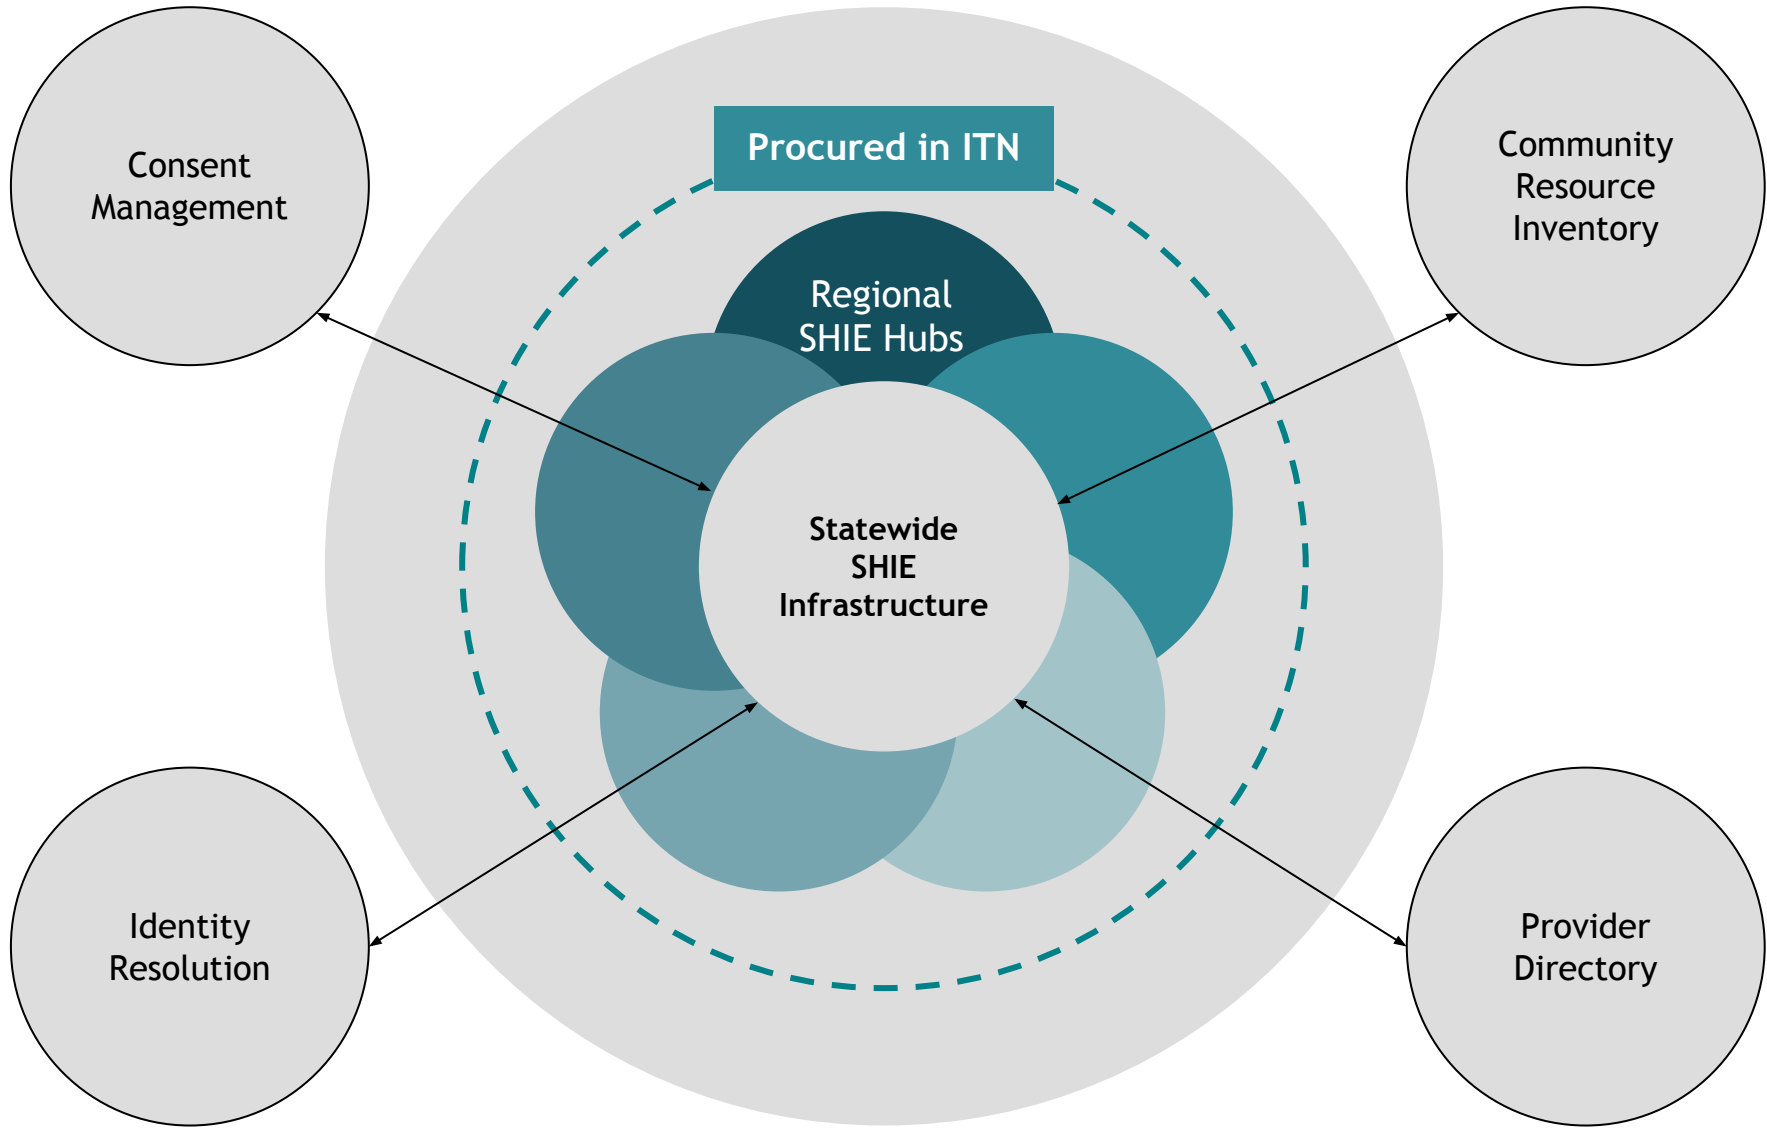 Consent
Management
Procured in ITN
Community
Resource
Inventory
Regional
SHIE Hubs
Statewide
SHIE
Infrastructure
Identity
Resolution
Provider
Directory